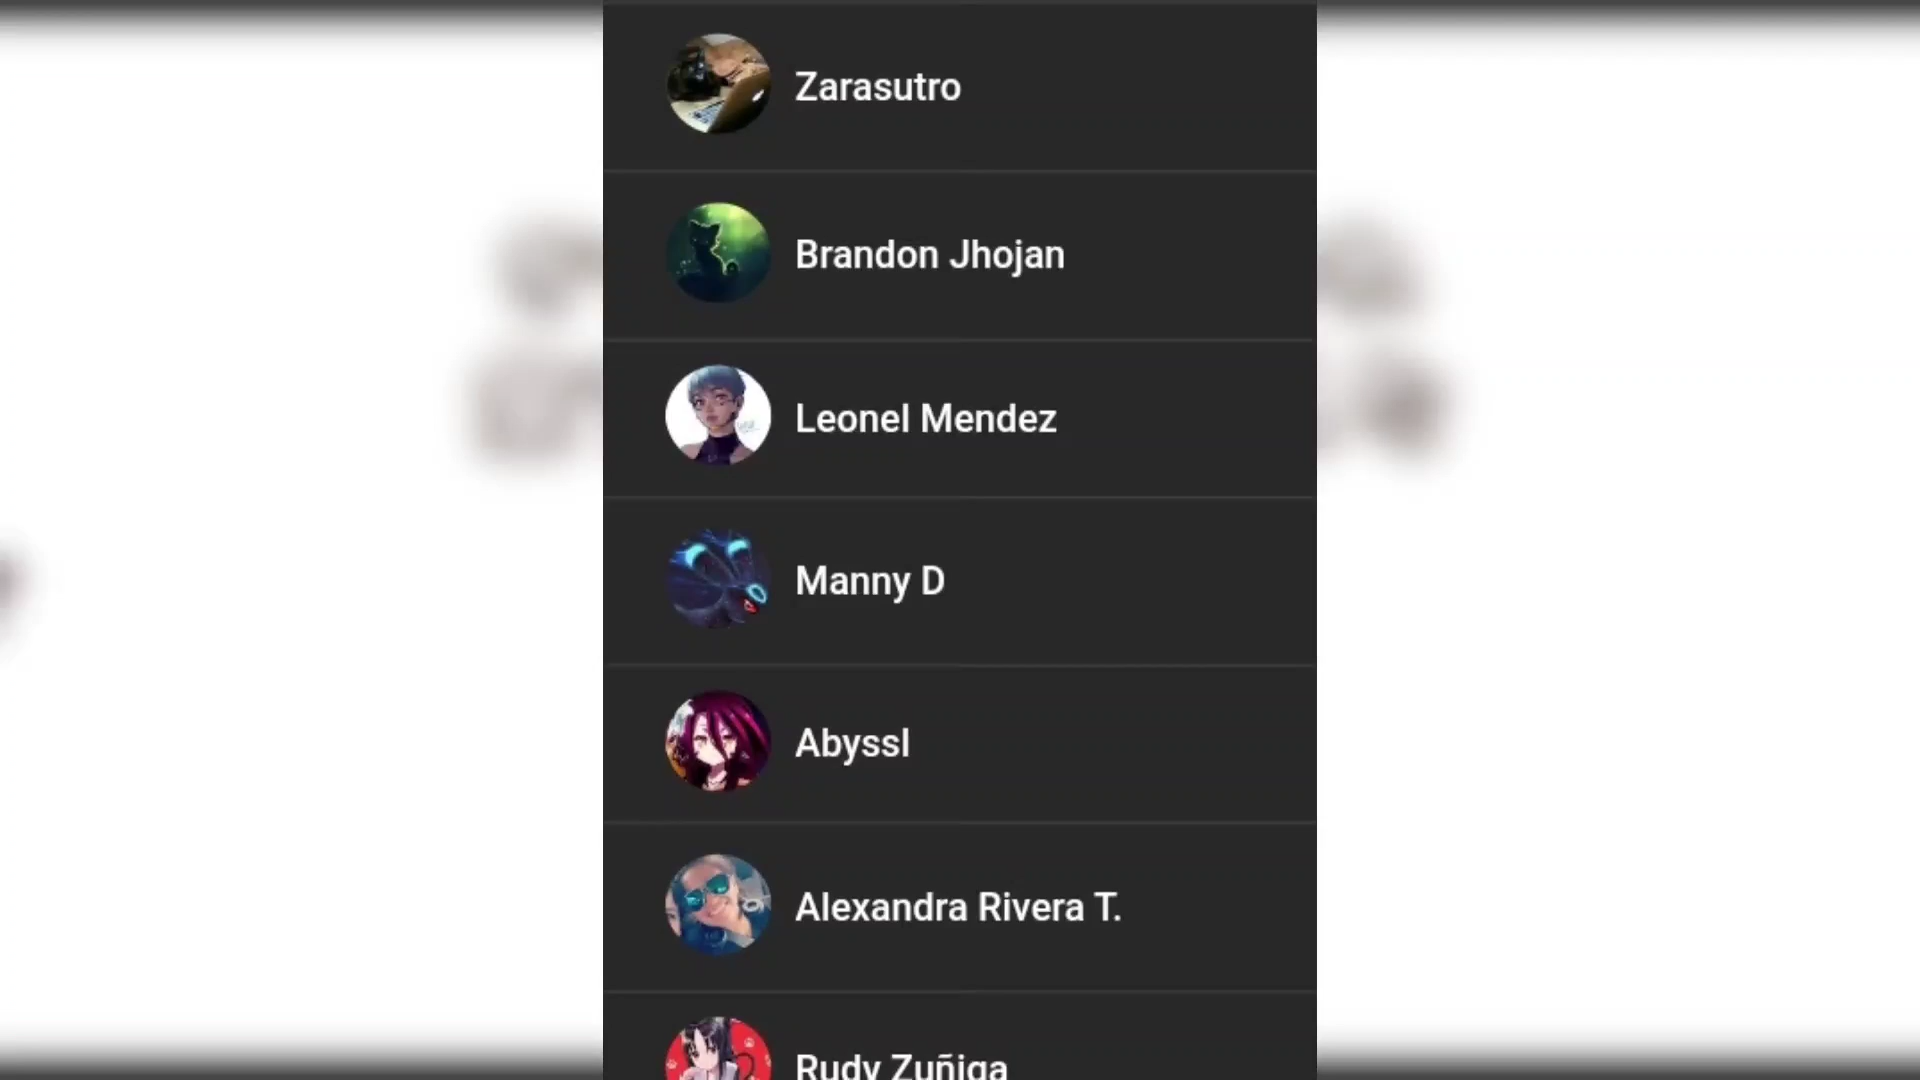 Zarasutro
Brandon Jhojan
Leonel Mendez
Manny D
Abyssl
Alexandra Rivera T.
Rudy Zuñiga